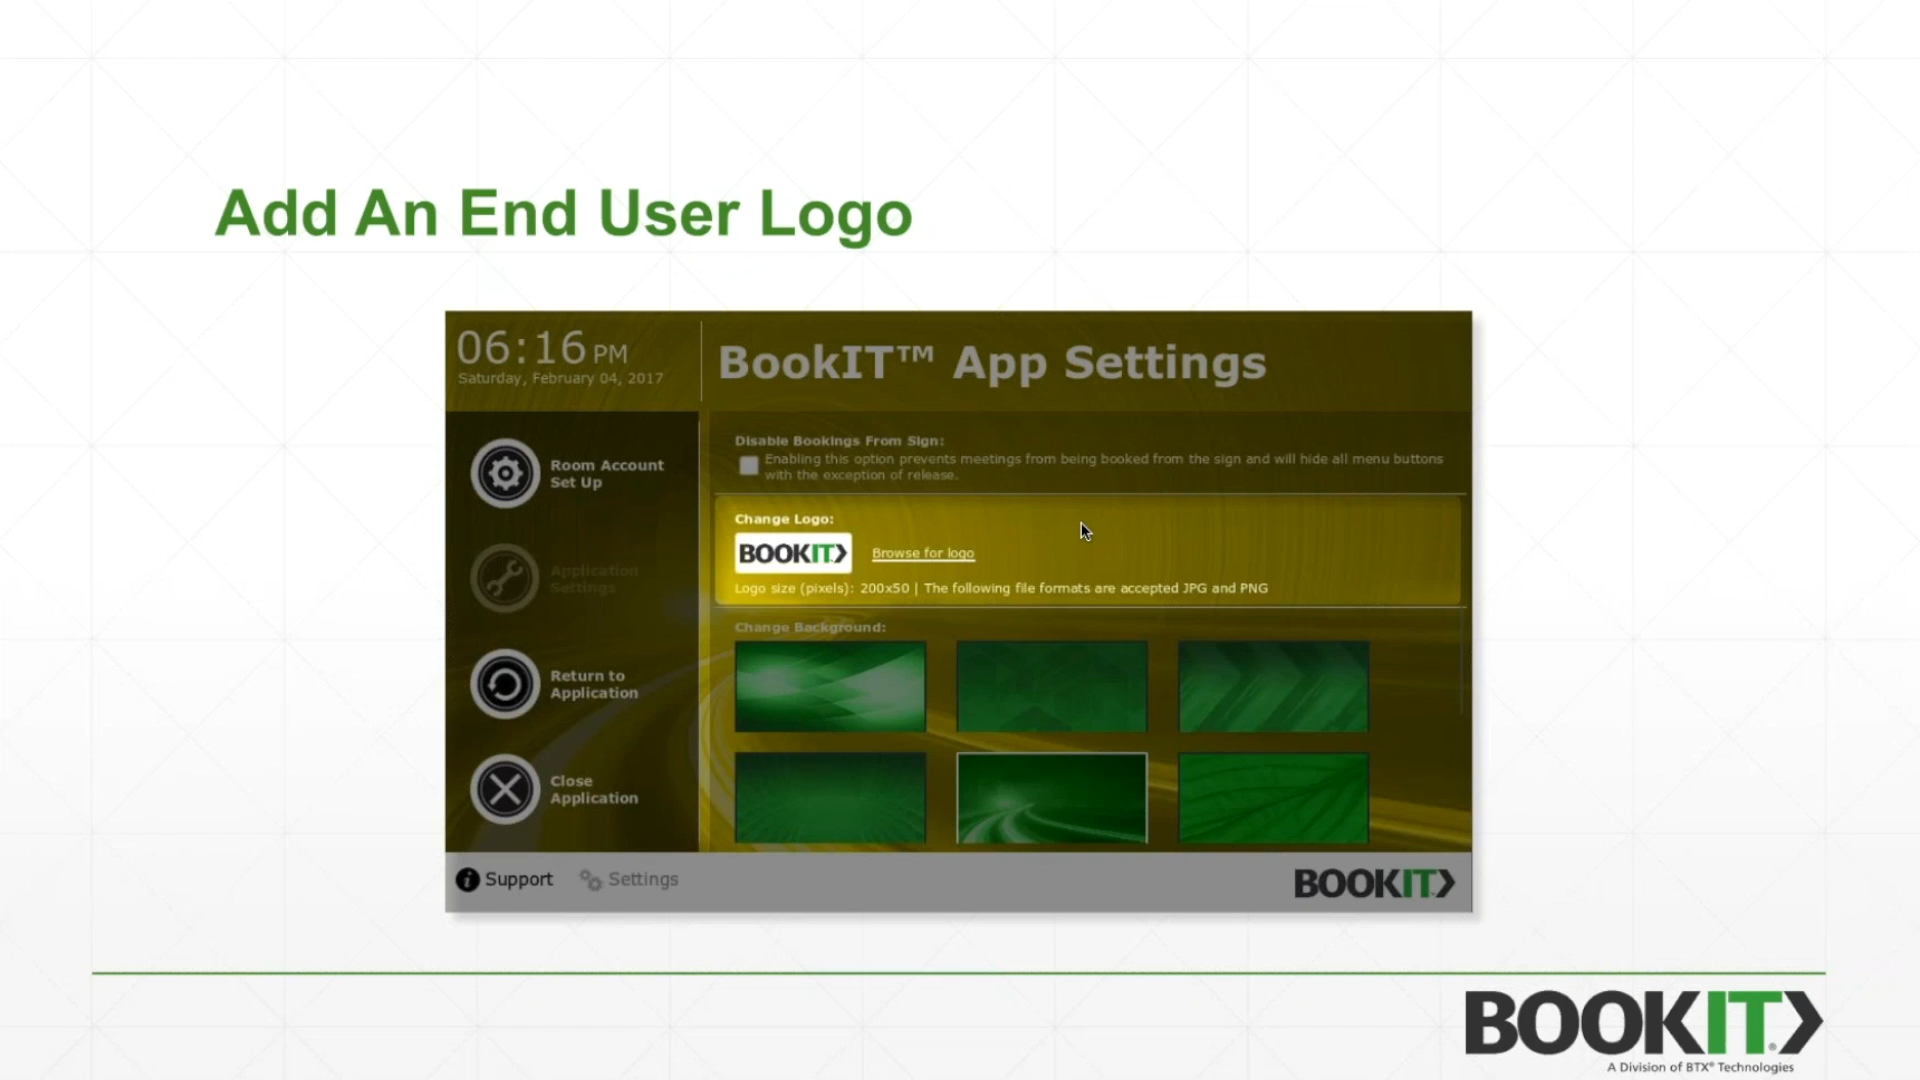 Add An End User Logo
06:16 PM
Saturday, February 04, 2017
BookIT™ App Settings
Room Account
Set Up
Application
Settings
Return to
Application
Close
Application
Disable Bookings From Sign:
Enabling this option prevents meetings from being booked from the sign and will hide all menu buttons
with the exception of release.
Change Logo:
BOOKIT
Browse for logo
Logo size (pixels): 200x50 | The following file formats are accepted JPG and PNG
Change Background:
Support
Settings
BOOKIT
BOOKIT®
A Division of BTX® Technologies